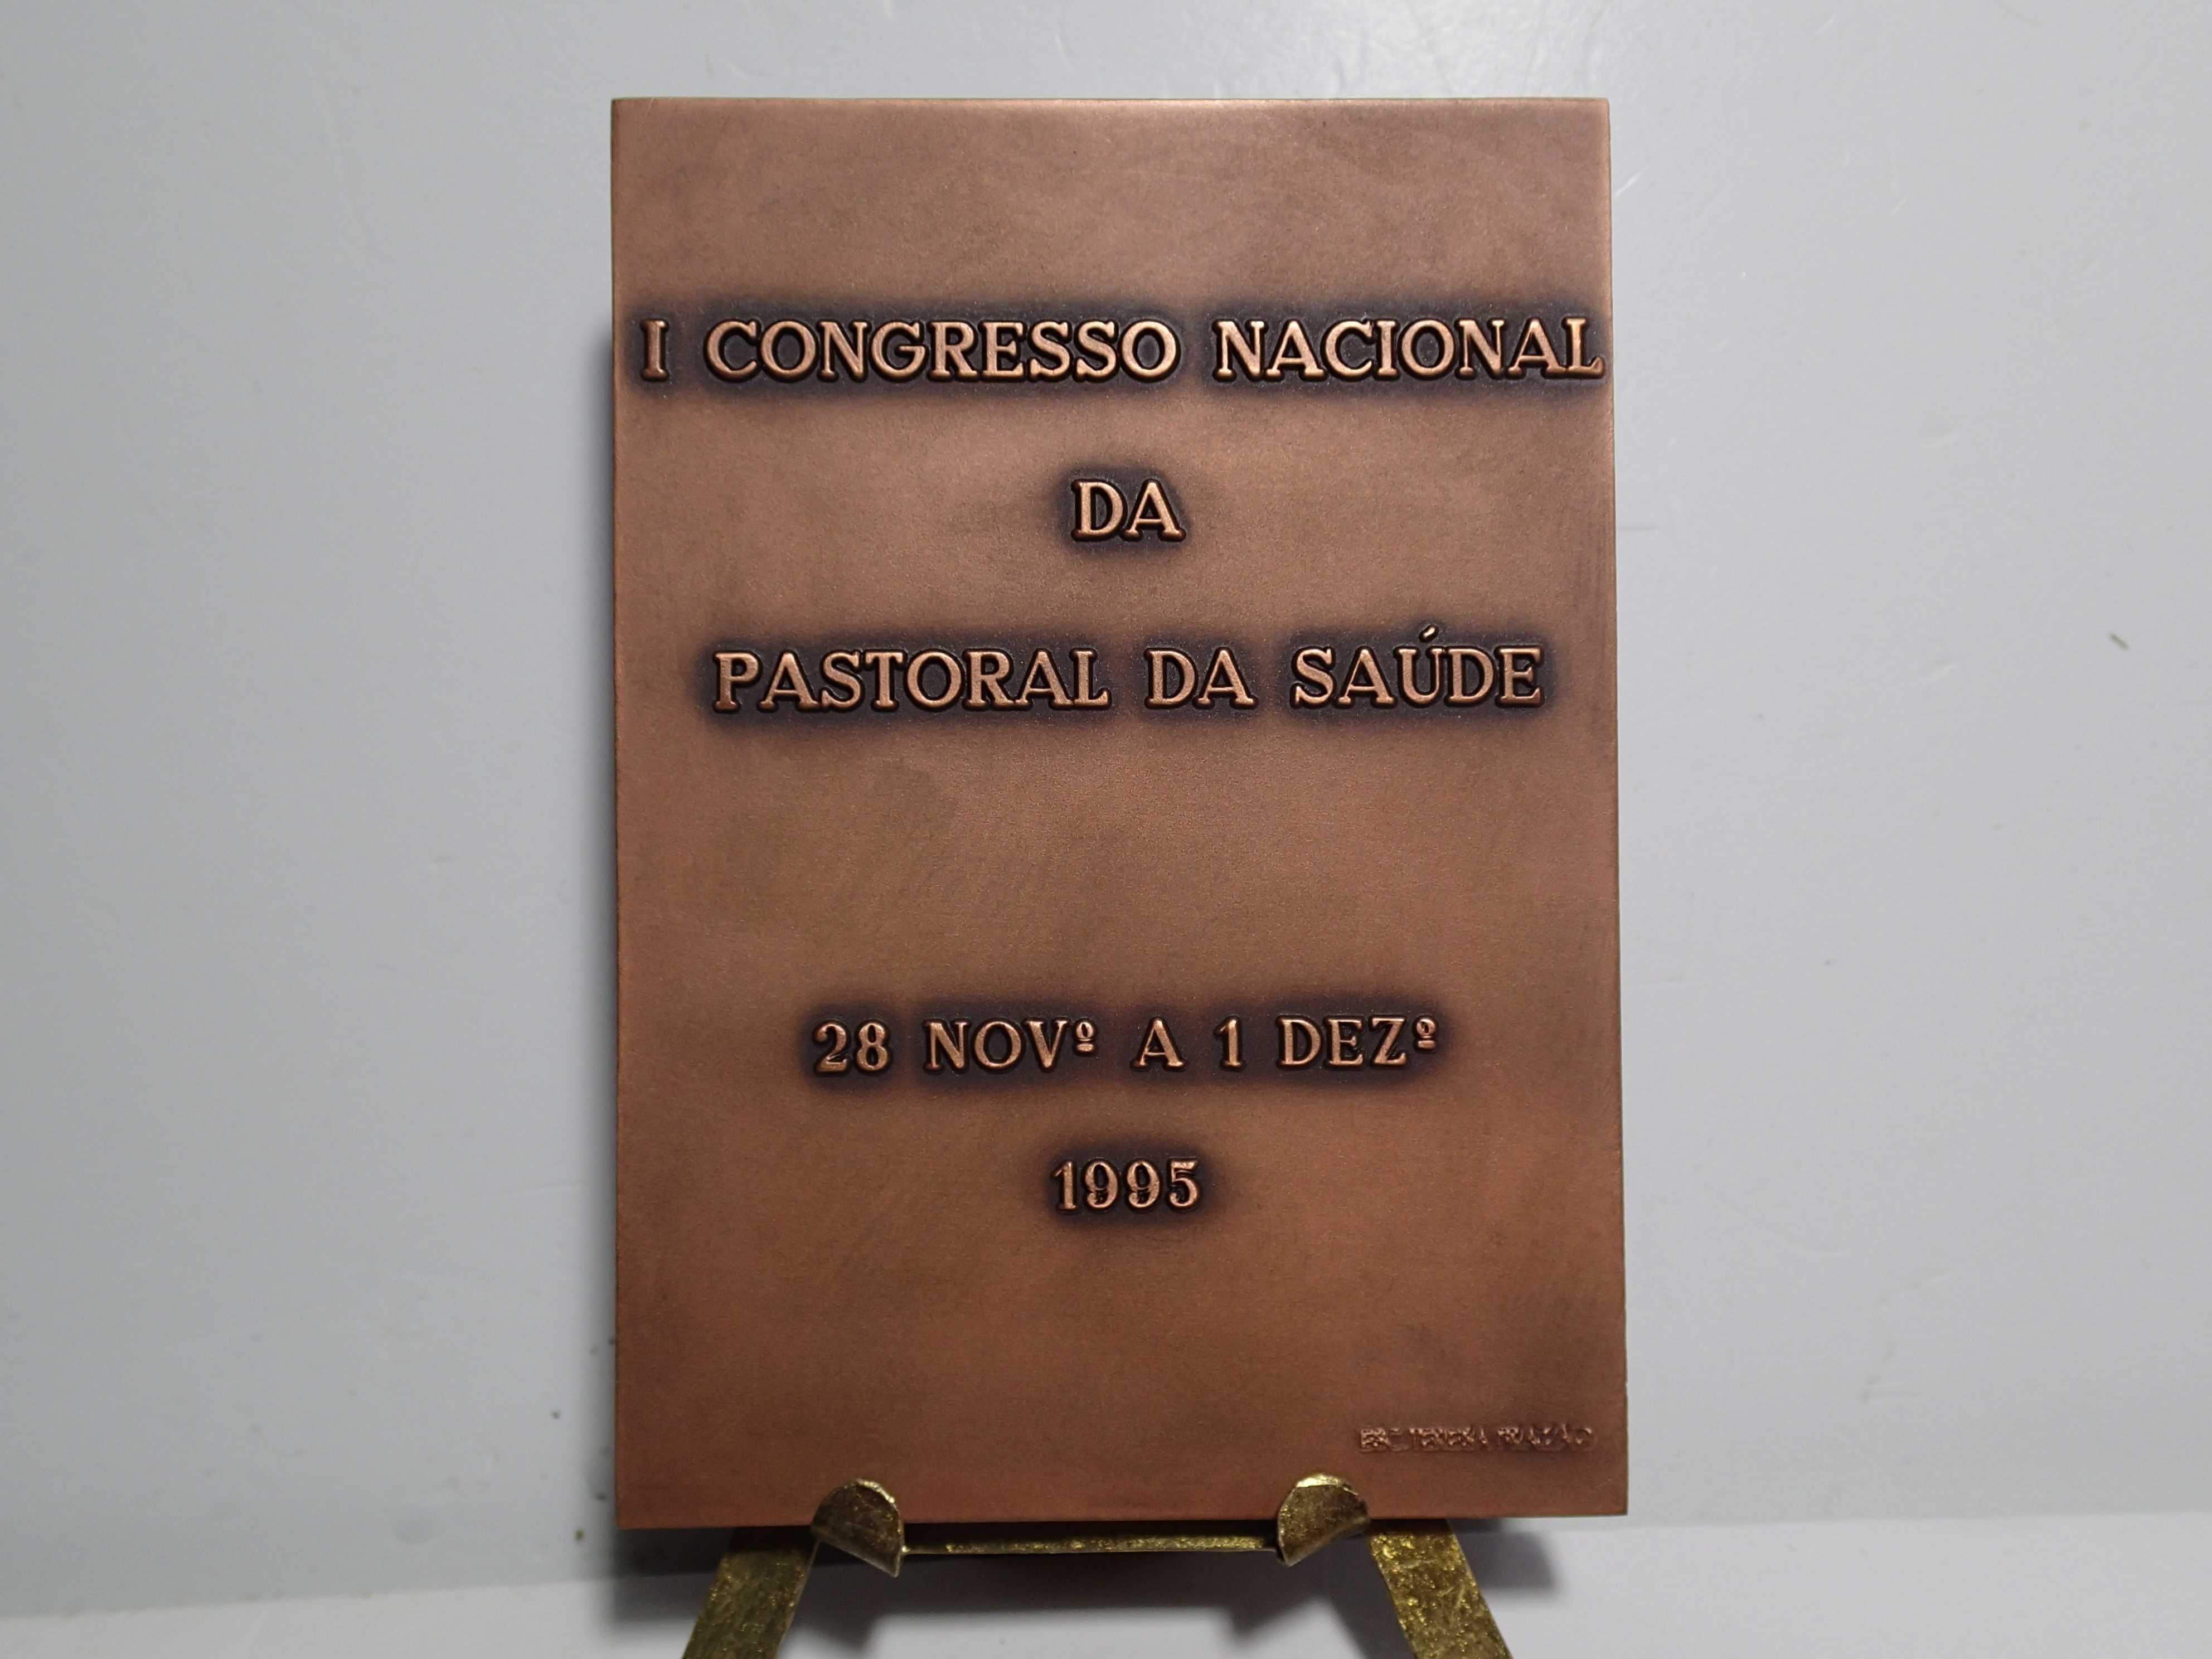 I CONGRESSO NACIONAL
DA
PASTORAL DA SAÚDE
28 NOVº A 1 DEZº
1995